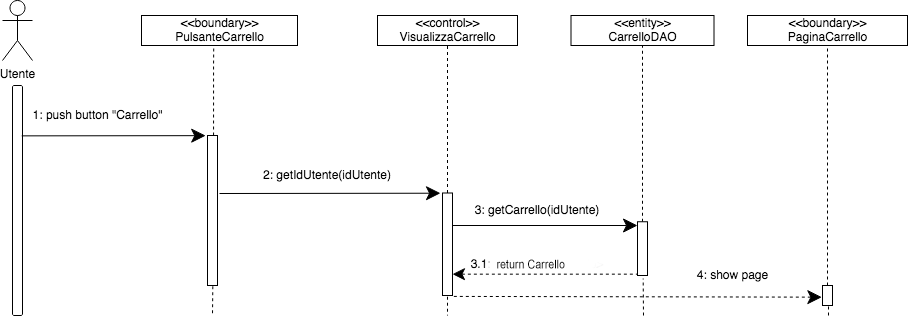 <<boundary>>
PulsanteCarrello
<<control>>
VisualizzaCarrello
<<entity>>
CarrelloDAO
<<boundary>>
PaginaCarrello
Utente
1: push button "Carrello"
2: getIdUtente(idUtente)
3: getCarrello(idUtente)
3.1 return Carrello
4: show page